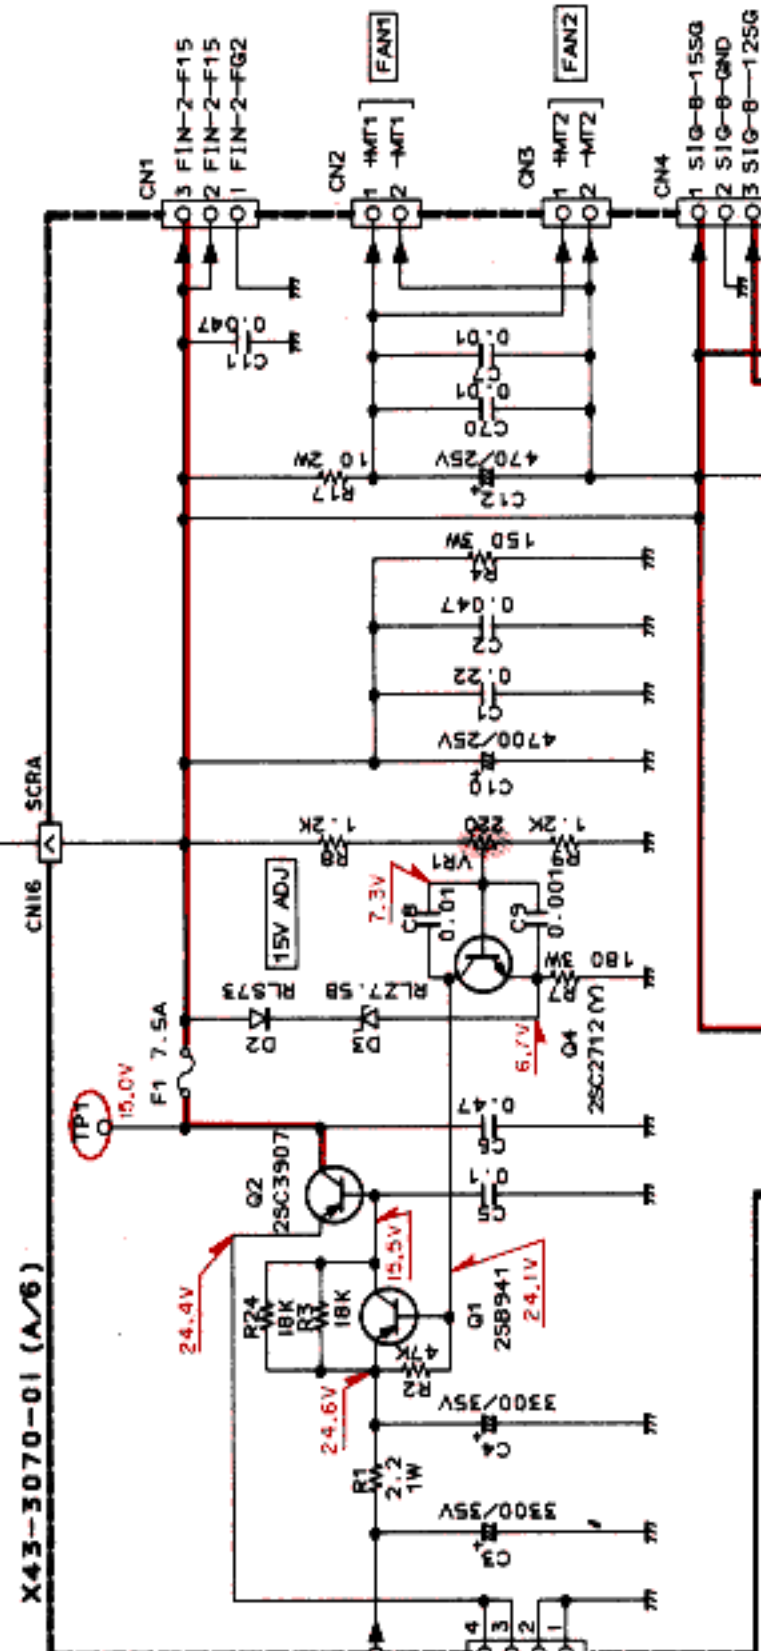 FIN-2-F15
FIN-2-F15
FIN-2-FG2
FAN1
FAN2
+MT1
-MT1
+MT2
-MT2
SIG-8-15SG
SIG-8-GND
SIG-8--12SG
CN1
3
2
1
CN2
1
2
CN3
1
2
CN4
1
2
3
C11
0.047
C7
0.01
C70
0.01
R17
10 2W
C12
470/25V
+
R4
150 3W
C2
0.047
C1
0.22
C10
4700/25V
+
SCRA
CN16
R8
1.2K
VR1
220
R9
1.2K
15V ADJ
7.3V
C8
0.01
C9
0.001
D2
RLS73
D3
RLZ7.5B
R7
180 3W
6.7V
Q4
2SC2712(Y)
F1 7.5A
TP1
15.0V
C6
0.47
C5
0.1
Q2
2SC3907
24.4V
15.5V
R24
18K
R3
18K
Q1
2SB941
24.1V
R2
47K
24.6V
C4
3300/35V
+
R1
2.2
1W
C3
3300/35V
+
X43-3070-01 (A/6)
4
3
2
1